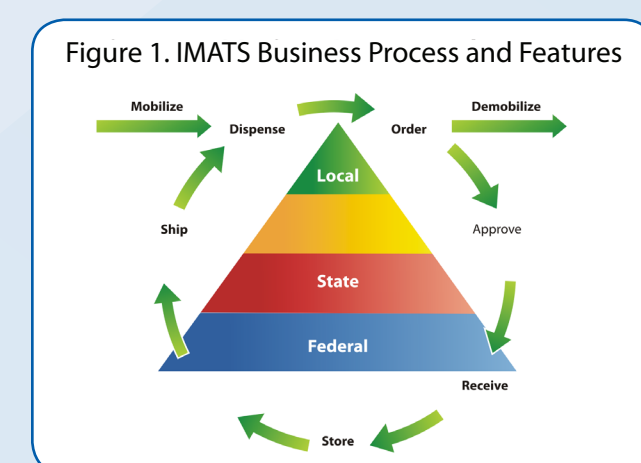 Figure 1. IMATS Business Process and Features
Mobilize
Demobilize
Dispense
Order
Local
Ship
Approve
State
Federal
Receive
Store